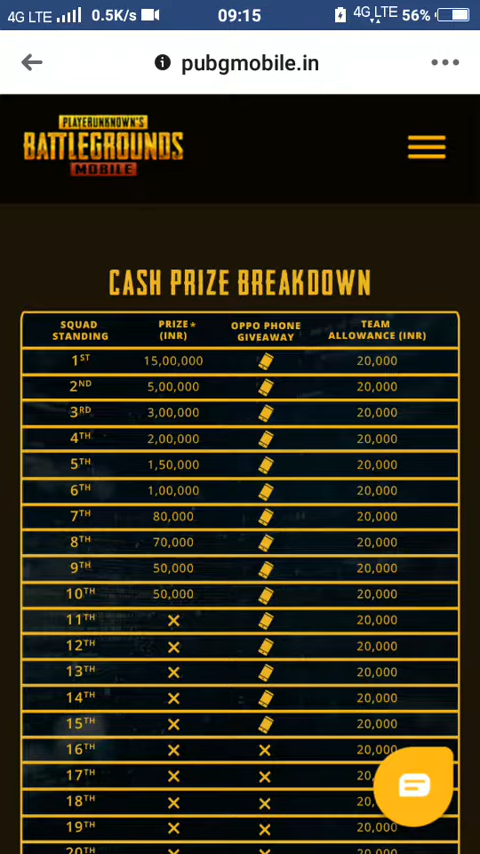 4G LTE 0.5K/s 09:15 4G LTE 56%
pubgmobile.in
PLAYERUNKNOWN'S
BATTLEGROUNDS
MOBILE
CASH PRIZE BREAKDOWN
SQUAD STANDING PRIZE* (INR) OPPO PHONE GIVEAWAY TEAM ALLOWANCE (INR)
1ST 15,00,000 20,000
2ND 5,00,000 20,000
3RD 3,00,000 20,000
4TH 2,00,000 20,000
5TH 1,50,000 20,000
6TH 1,00,000 20,000
7TH 80,000 20,000
8TH 70,000 20,000
9TH 50,000 20,000
10TH 50,000 20,000
11TH × 20,000
12TH × 20,000
13TH × 20,000
14TH × 20,000
15TH × 20,000
16TH × × 20,000
17TH × ×
18TH × ×
19TH × × 20,000
20TH × × 20,000